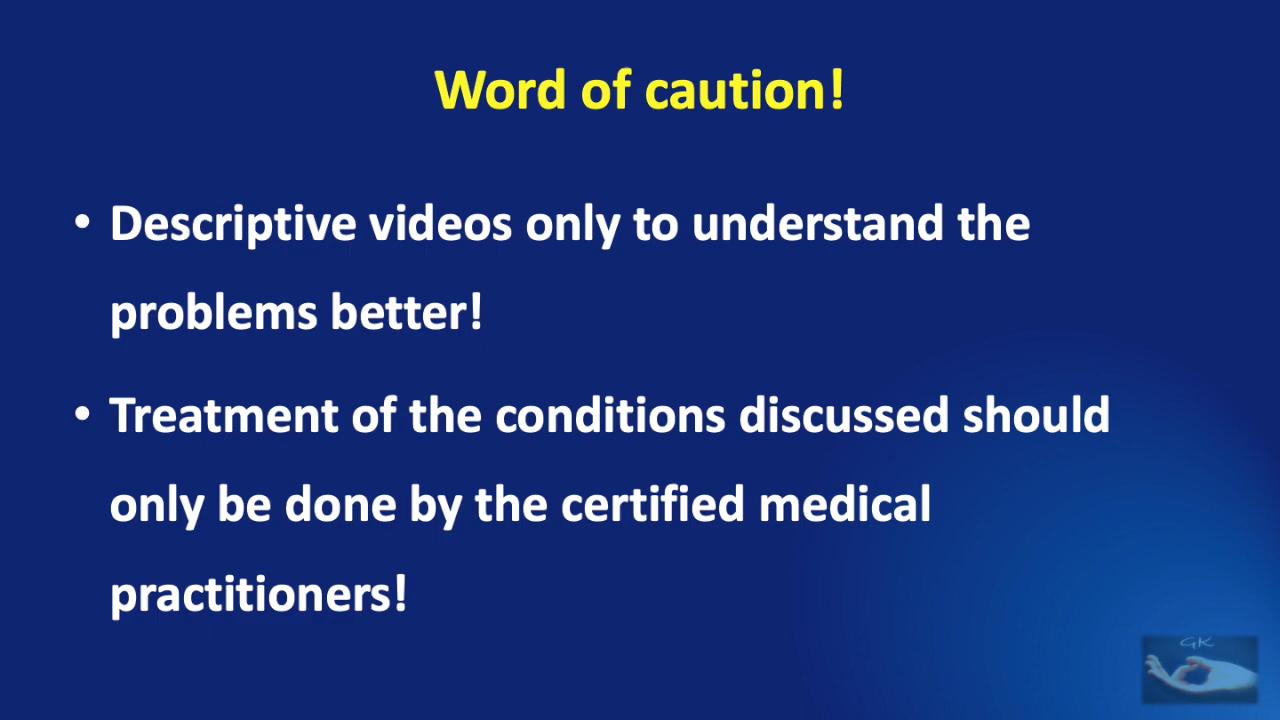 Word of caution!
• Descriptive videos only to understand the
problems better!
• Treatment of the conditions discussed should
only be done by the certified medical
practitioners!
GK